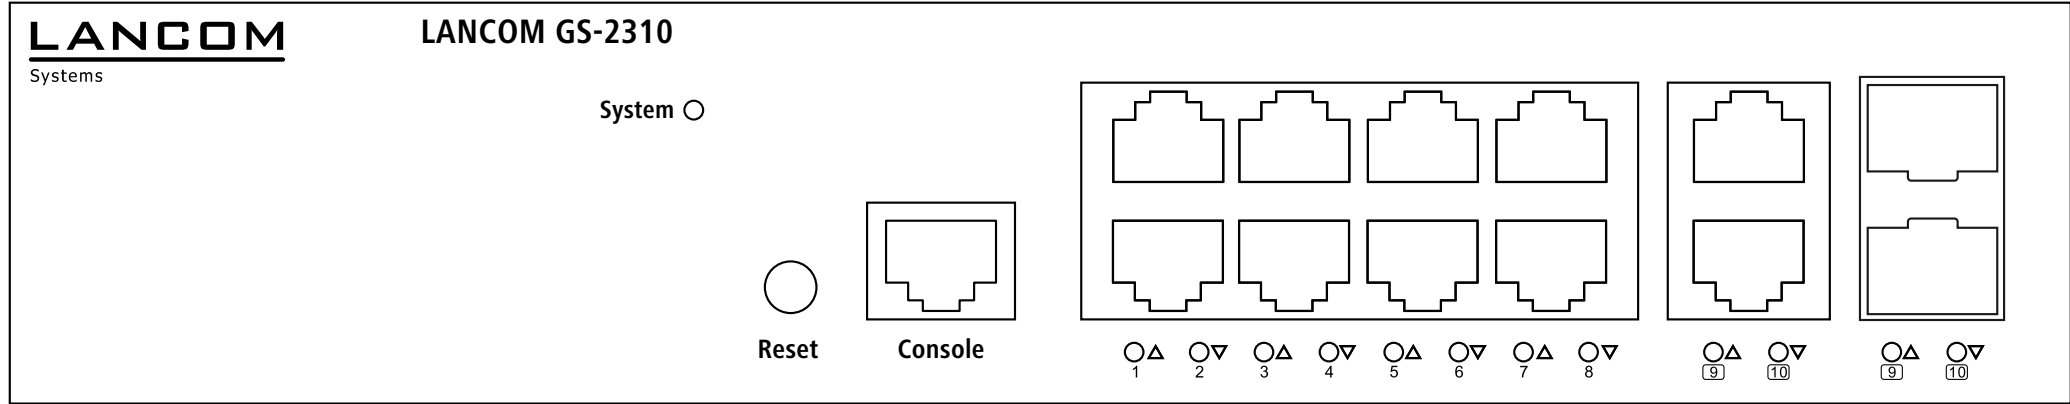 LANCOM
Systems
LANCOM GS-2310
System
Reset
Console
1 2 3 4 5 6 7 8 9 10 9 10